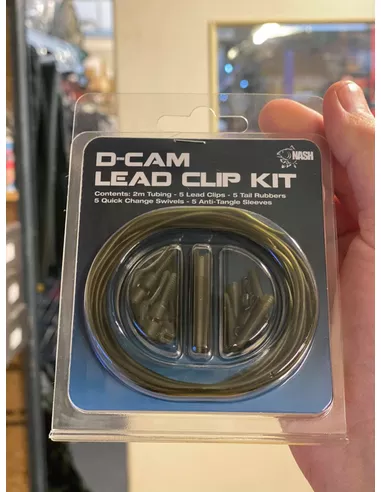 D-CAM
LEAD CLIP KIT
NASH
Contents: 2m Tubing - 5 Lead Clips - 5 Tail Rubbers
5 Quick Change Swivels - 5 Anti-Tangle Sleeves